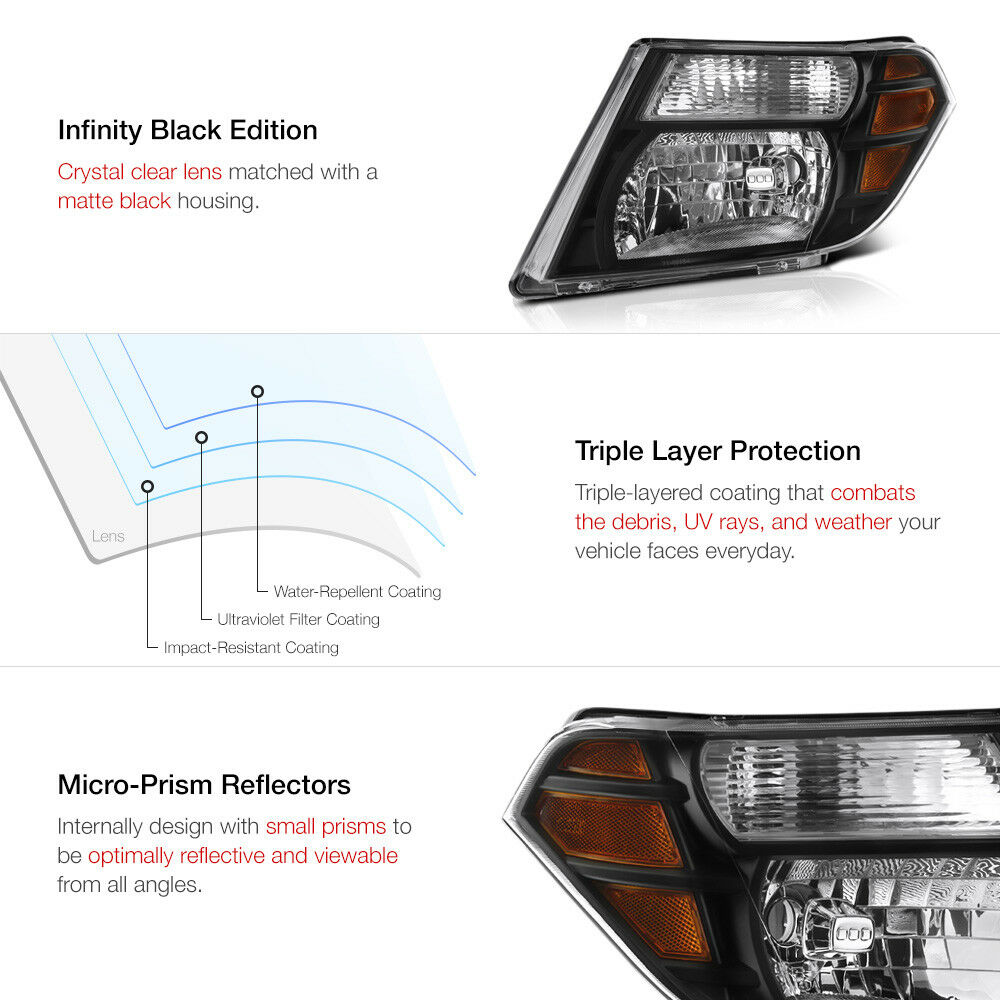 Infinity Black Edition
Crystal clear lens matched with a
matte black housing.
Lens
Water-Repellent Coating
Ultraviolet Filter Coating
Impact-Resistant Coating
Triple Layer Protection
Triple-layered coating that combats
the debris, UV rays, and weather your
vehicle faces everyday.
Micro-Prism Reflectors
Internally design with small prisms to
be optimally reflective and viewable
from all angles.